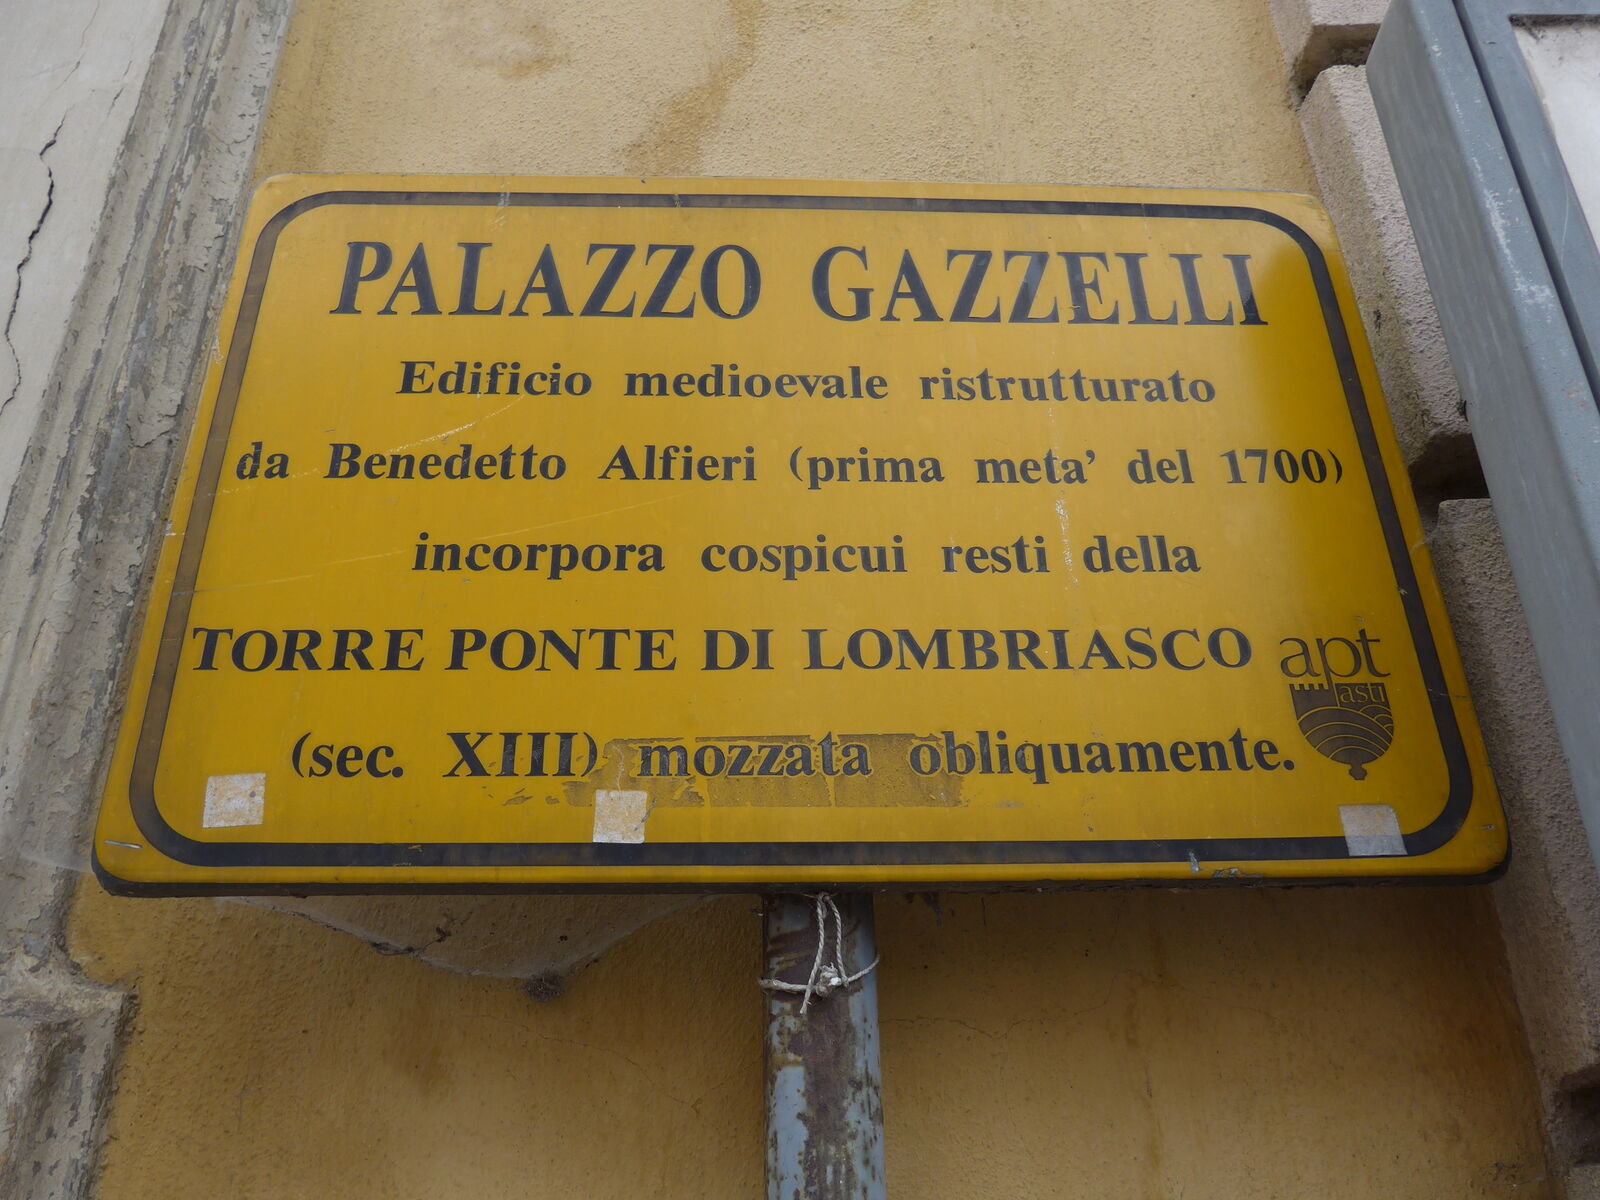 PALAZZO GAZZELLI
Edificio medioevale ristrutturato
da Benedetto Alfieri (prima meta' del 1700)
incorpora cospicui resti della
TORRE PONTE DI LOMBRIASCO
(sec. XIII) mozzata obliquamente.
apt
asti